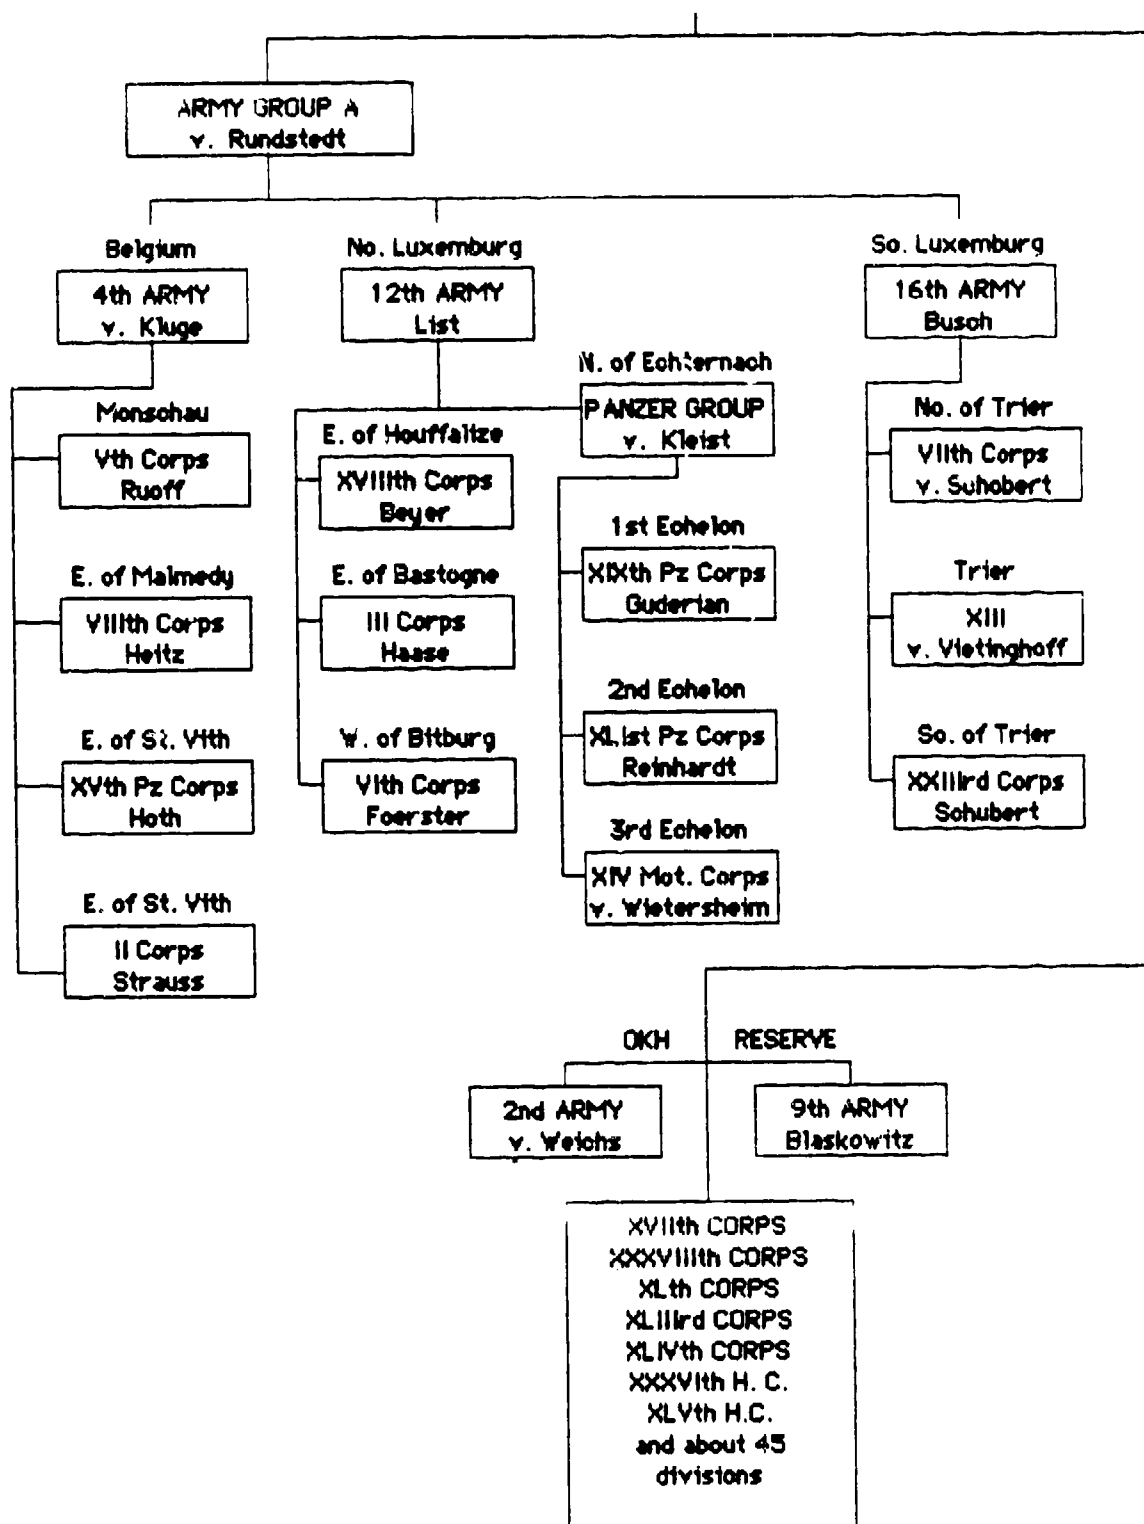 ARMY GROUP A
v. Rundstedt
Belgium
4th ARMY
v. Kluge
Monschau
Vth Corps
Ruoff
E. of Malmedy
VIIIth Corps
Heitz
E. of St. Vith
XVth Pz Corps
Hoth
E. of St. Vith
II Corps
Strauss
No. Luxemburg
12th ARMY
List
E. of Houffalize
XVIIIth Corps
Beyer
E. of Bastogne
III Corps
Haase
W. of Bitburg
VIth Corps
Foerster
N. of Echternach
PANZER GROUP
v. Kleist
1st Echelon
XIXth Pz Corps
Guderian
2nd Echelon
XLIst Pz Corps
Reinhardt
3rd Echelon
XIV Mot. Corps
v. Wietersheim
So. Luxemburg
16th ARMY
Busch
No. of Trier
VIIth Corps
v. Schobert
Trier
XIII
v. Vietinghoff
So. of Trier
XXIIIrd Corps
Schubert
OKH RESERVE
2nd ARMY
v. Weichs
9th ARMY
Blaskowitz
XVIIth CORPS
XXXVIIIth CORPS
XLth CORPS
XLIIIrd CORPS
XLIVth CORPS
XXXVIth H. C.
XLVth H.C.
and about 45
divisions